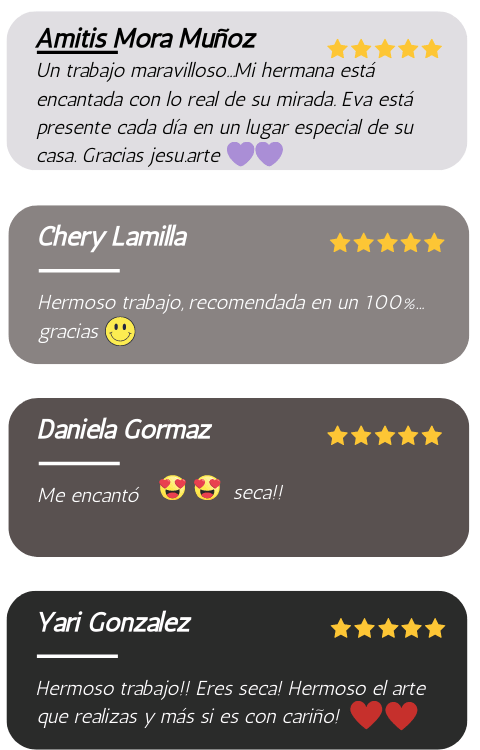 Amitis Mora Muñoz
Un trabajo maravilloso...Mi hermana está
encantada con lo real de su mirada. Eva está
presente cada día en un lugar especial de su
casa. Gracias jesu.arte 💜💜
Chery Lamilla
Hermoso trabajo, recomendada en un 100%...
gracias 🙂
Daniela Gormaz
Me encantó 😍😍 seca!!
Yari Gonzalez
Hermoso trabajo!! Eres seca! Hermoso el arte
que realizas y más si es con cariño! ❤❤